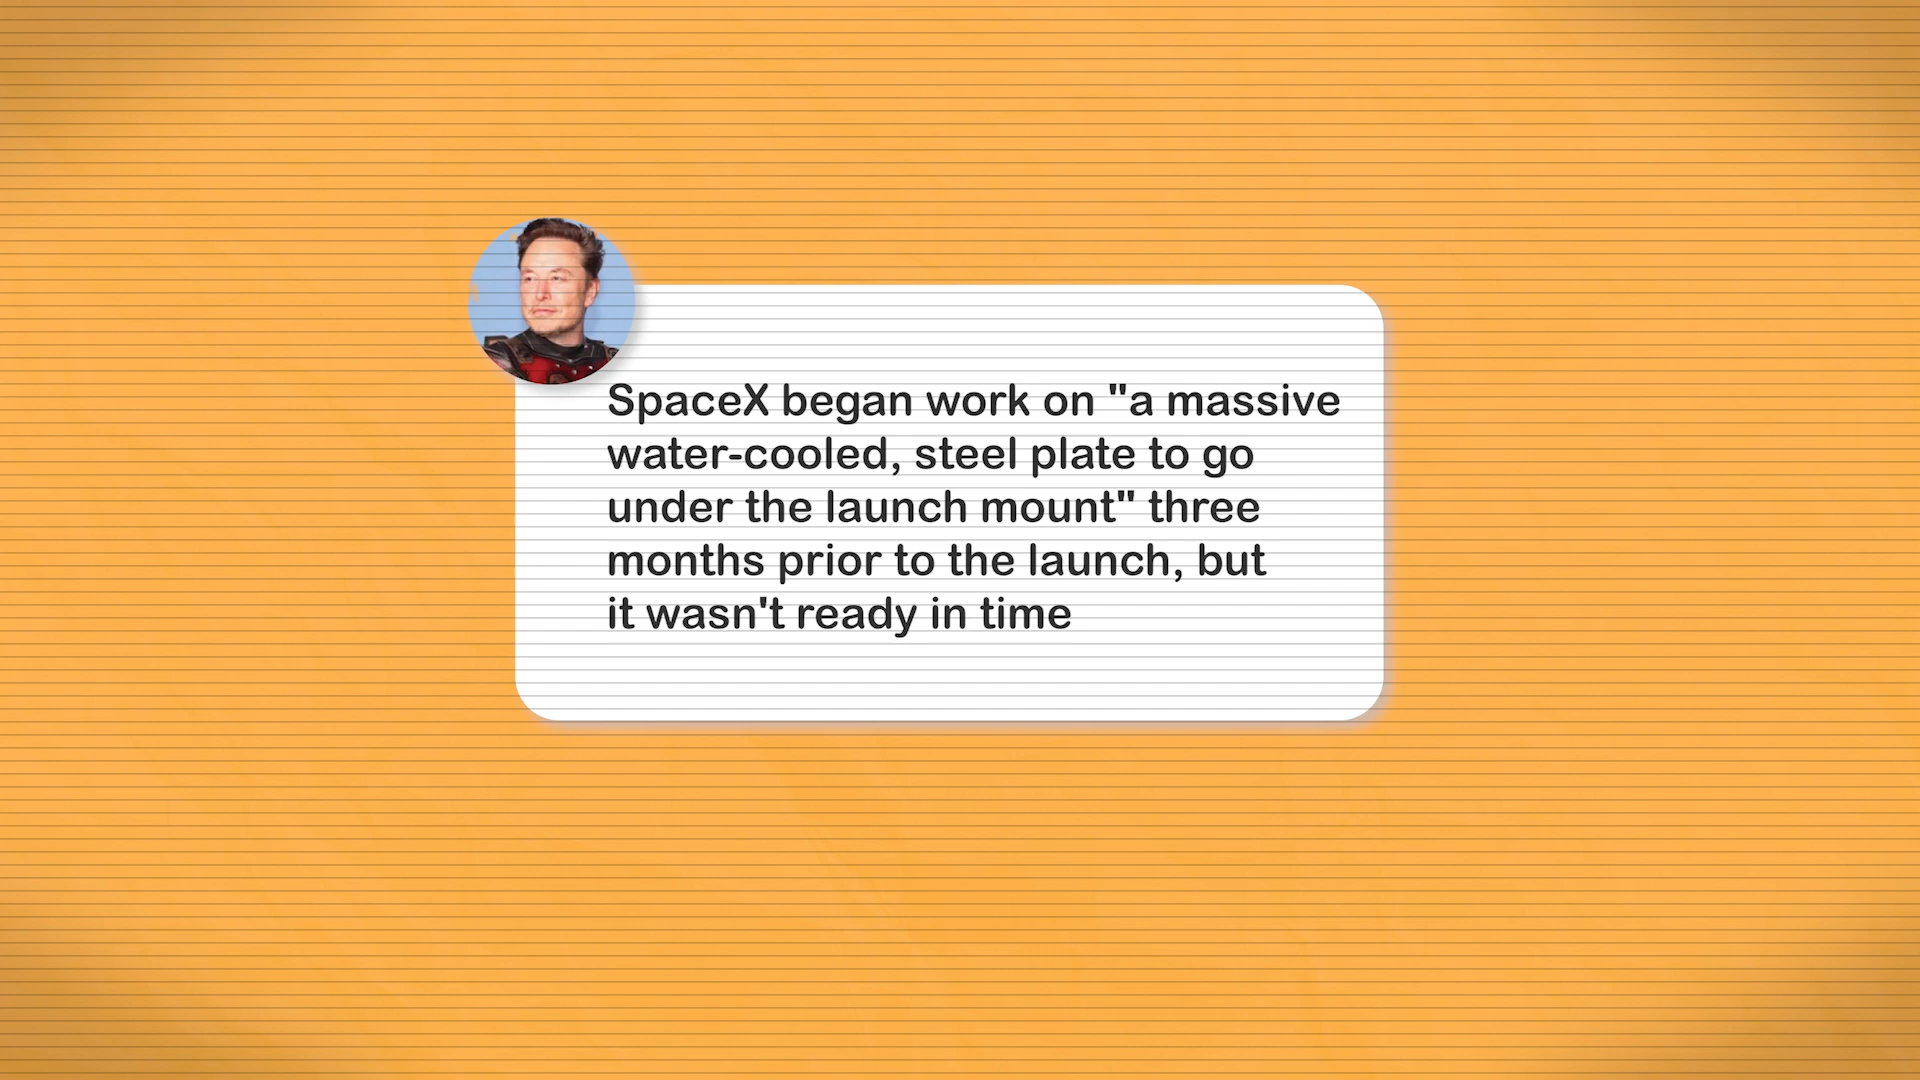 SpaceX began work on "a massive
water-cooled, steel plate to go
under the launch mount" three
months prior to the launch, but
it wasn't ready in time